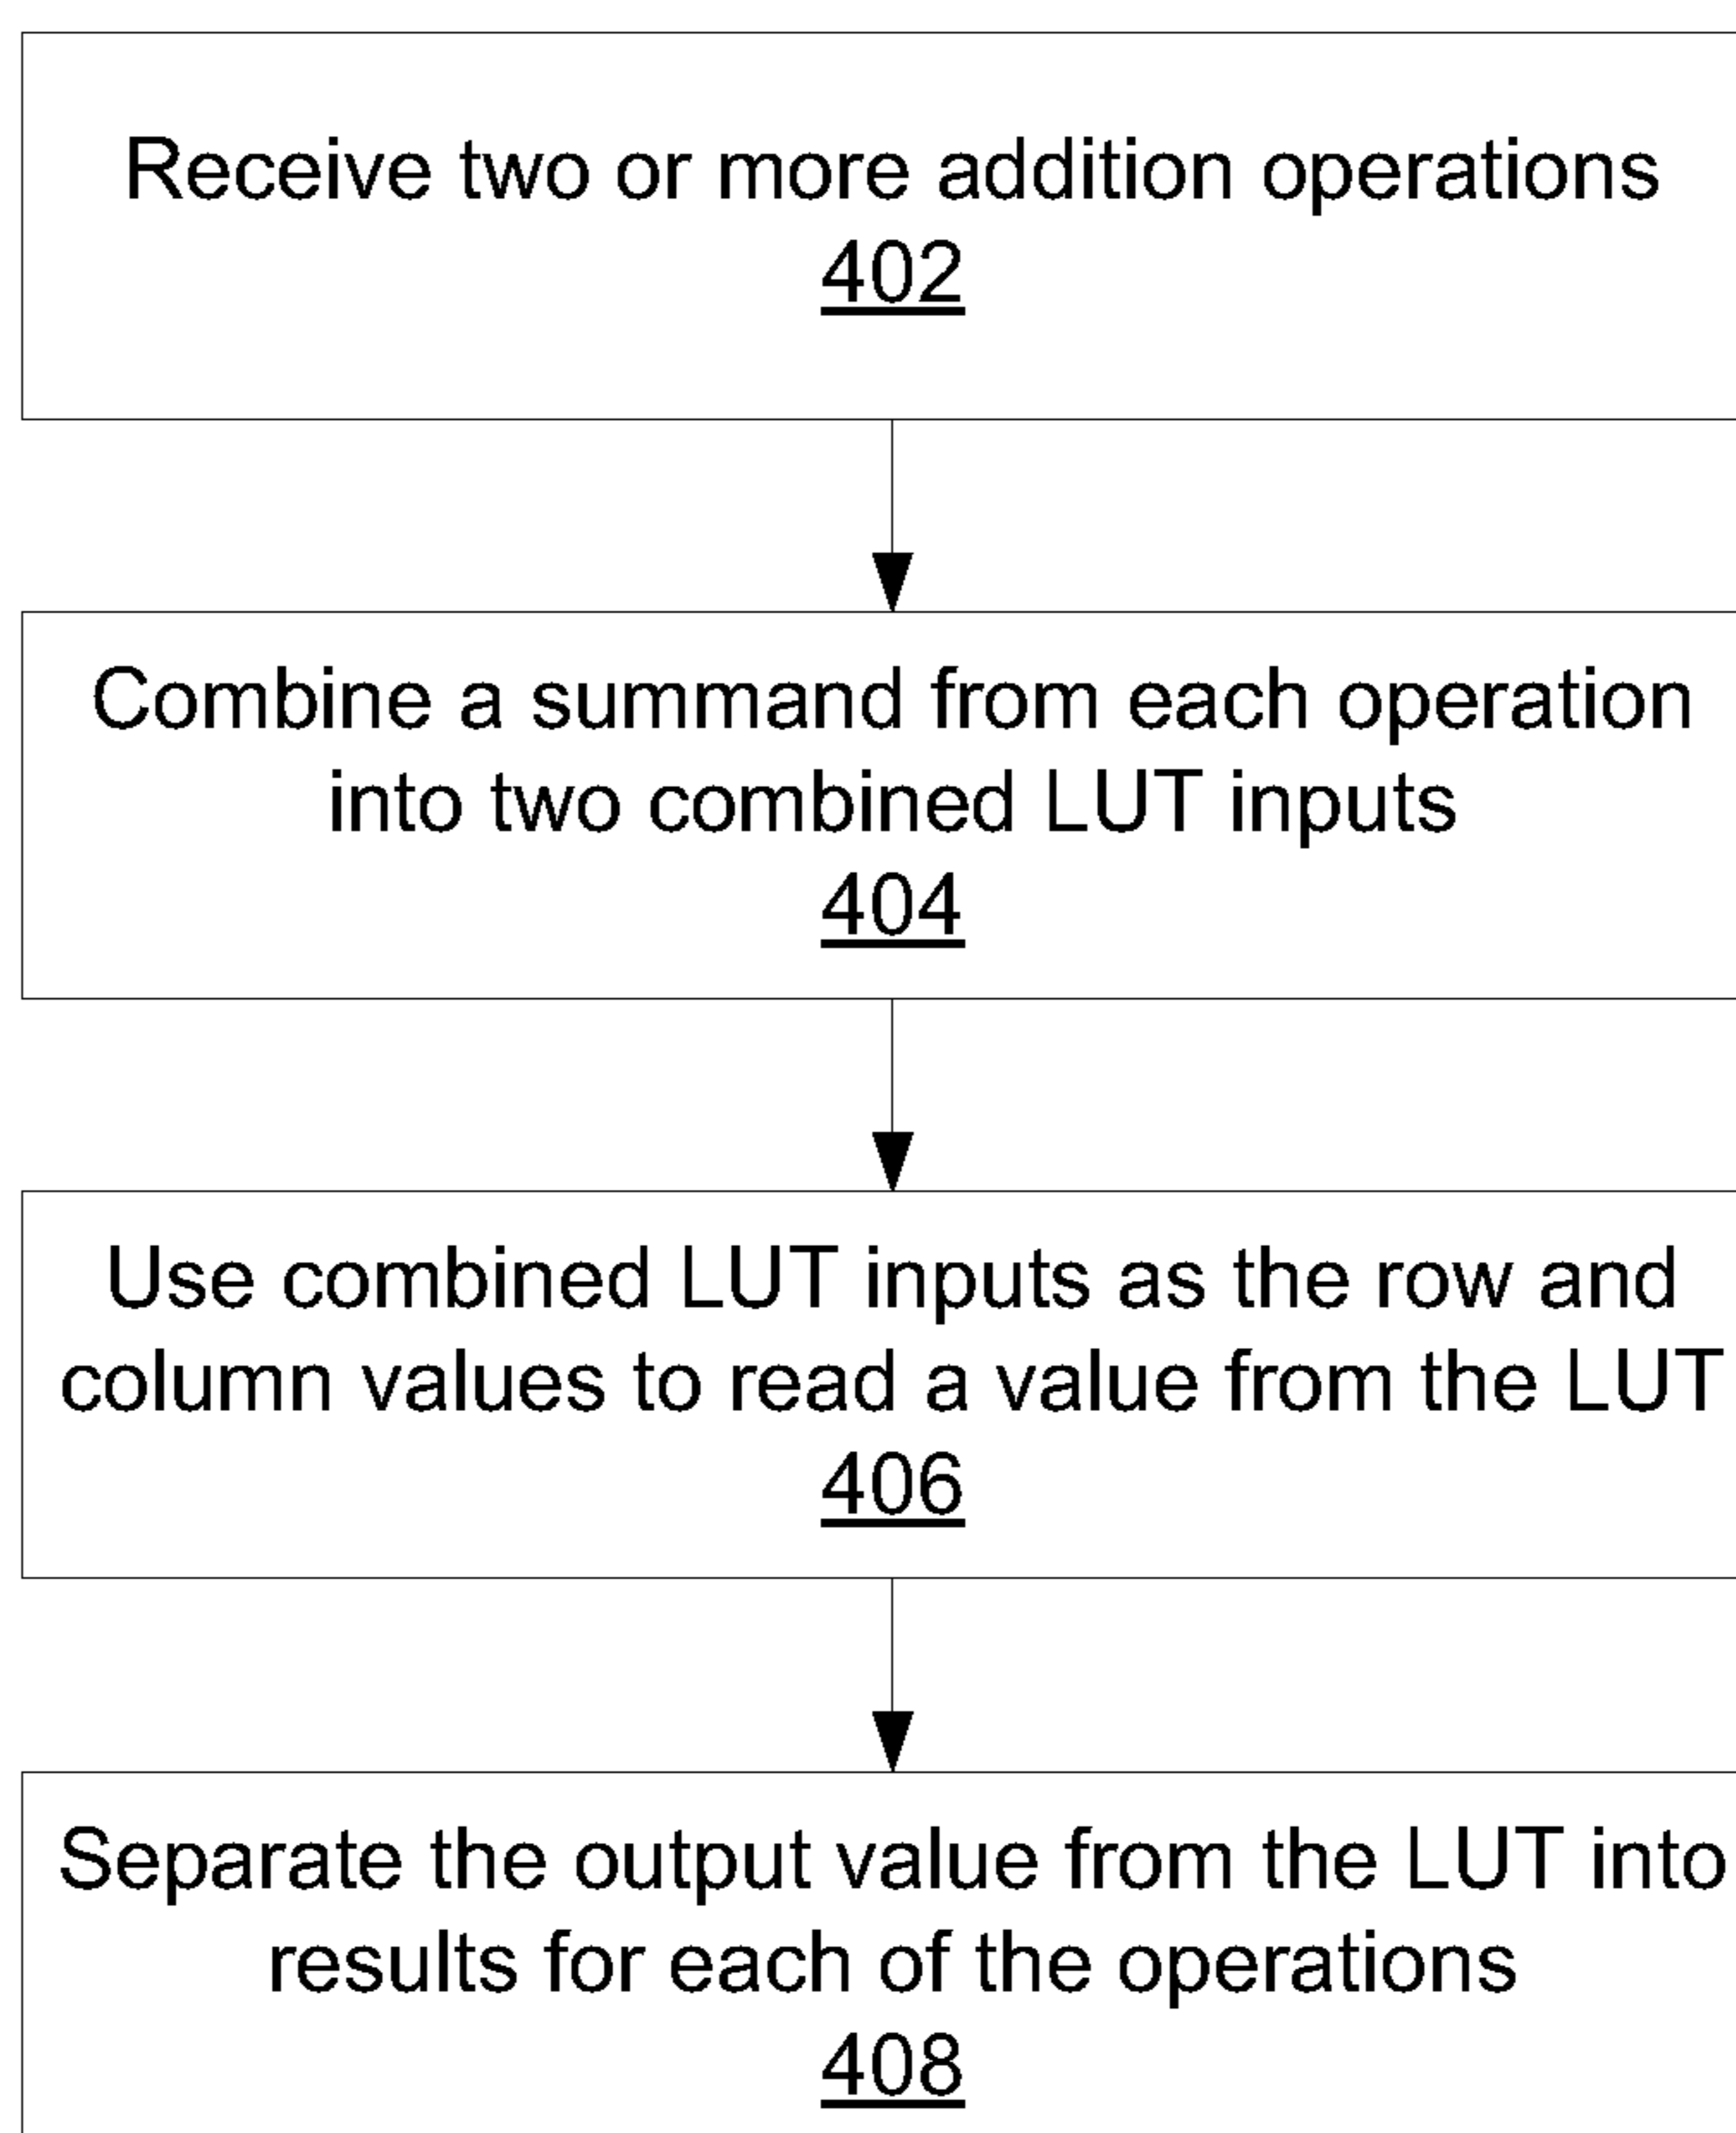 Receive two or more addition operations
402
Combine a summand from each operation
into two combined LUT inputs
404
Use combined LUT inputs as the row and
column values to read a value from the LUT
406
Separate the output value from the LUT into
results for each of the operations
408